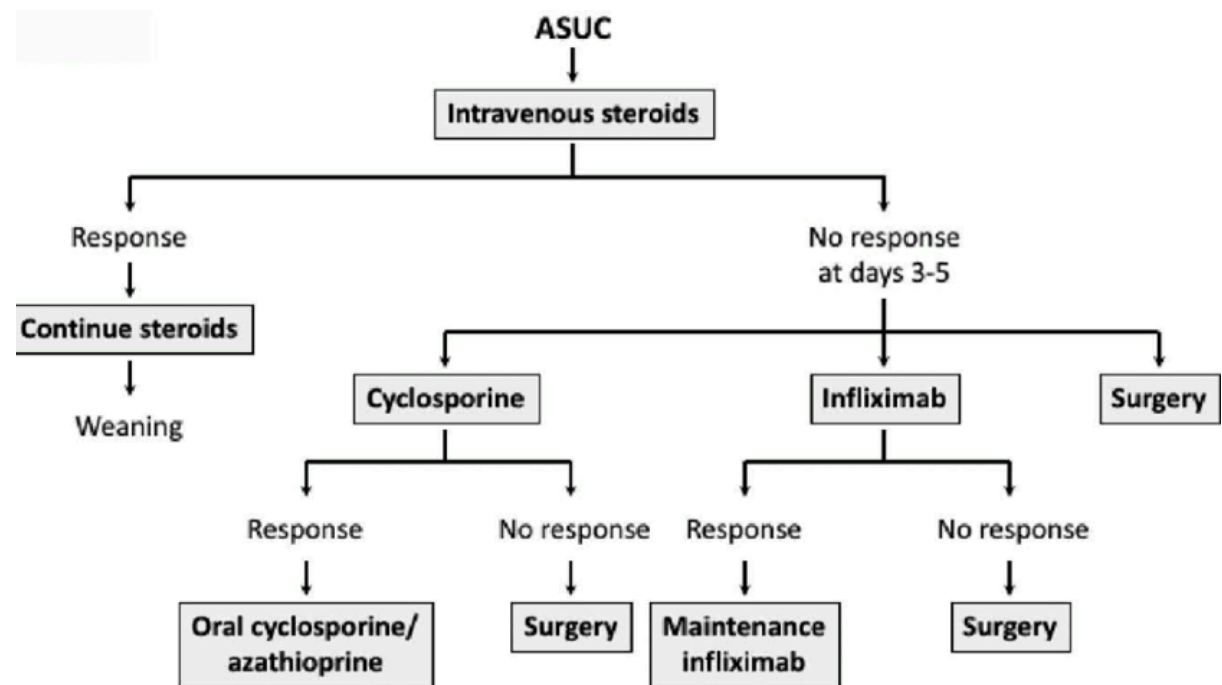 ASUC
Intravenous steroids
Response
No response
at days 3-5
Continue steroids
Weaning
Cyclosporine
Infliximab
Surgery
Response
No response
Response
No response
Oral cyclosporine/
azathioprine
Surgery
Maintenance
infliximab
Surgery